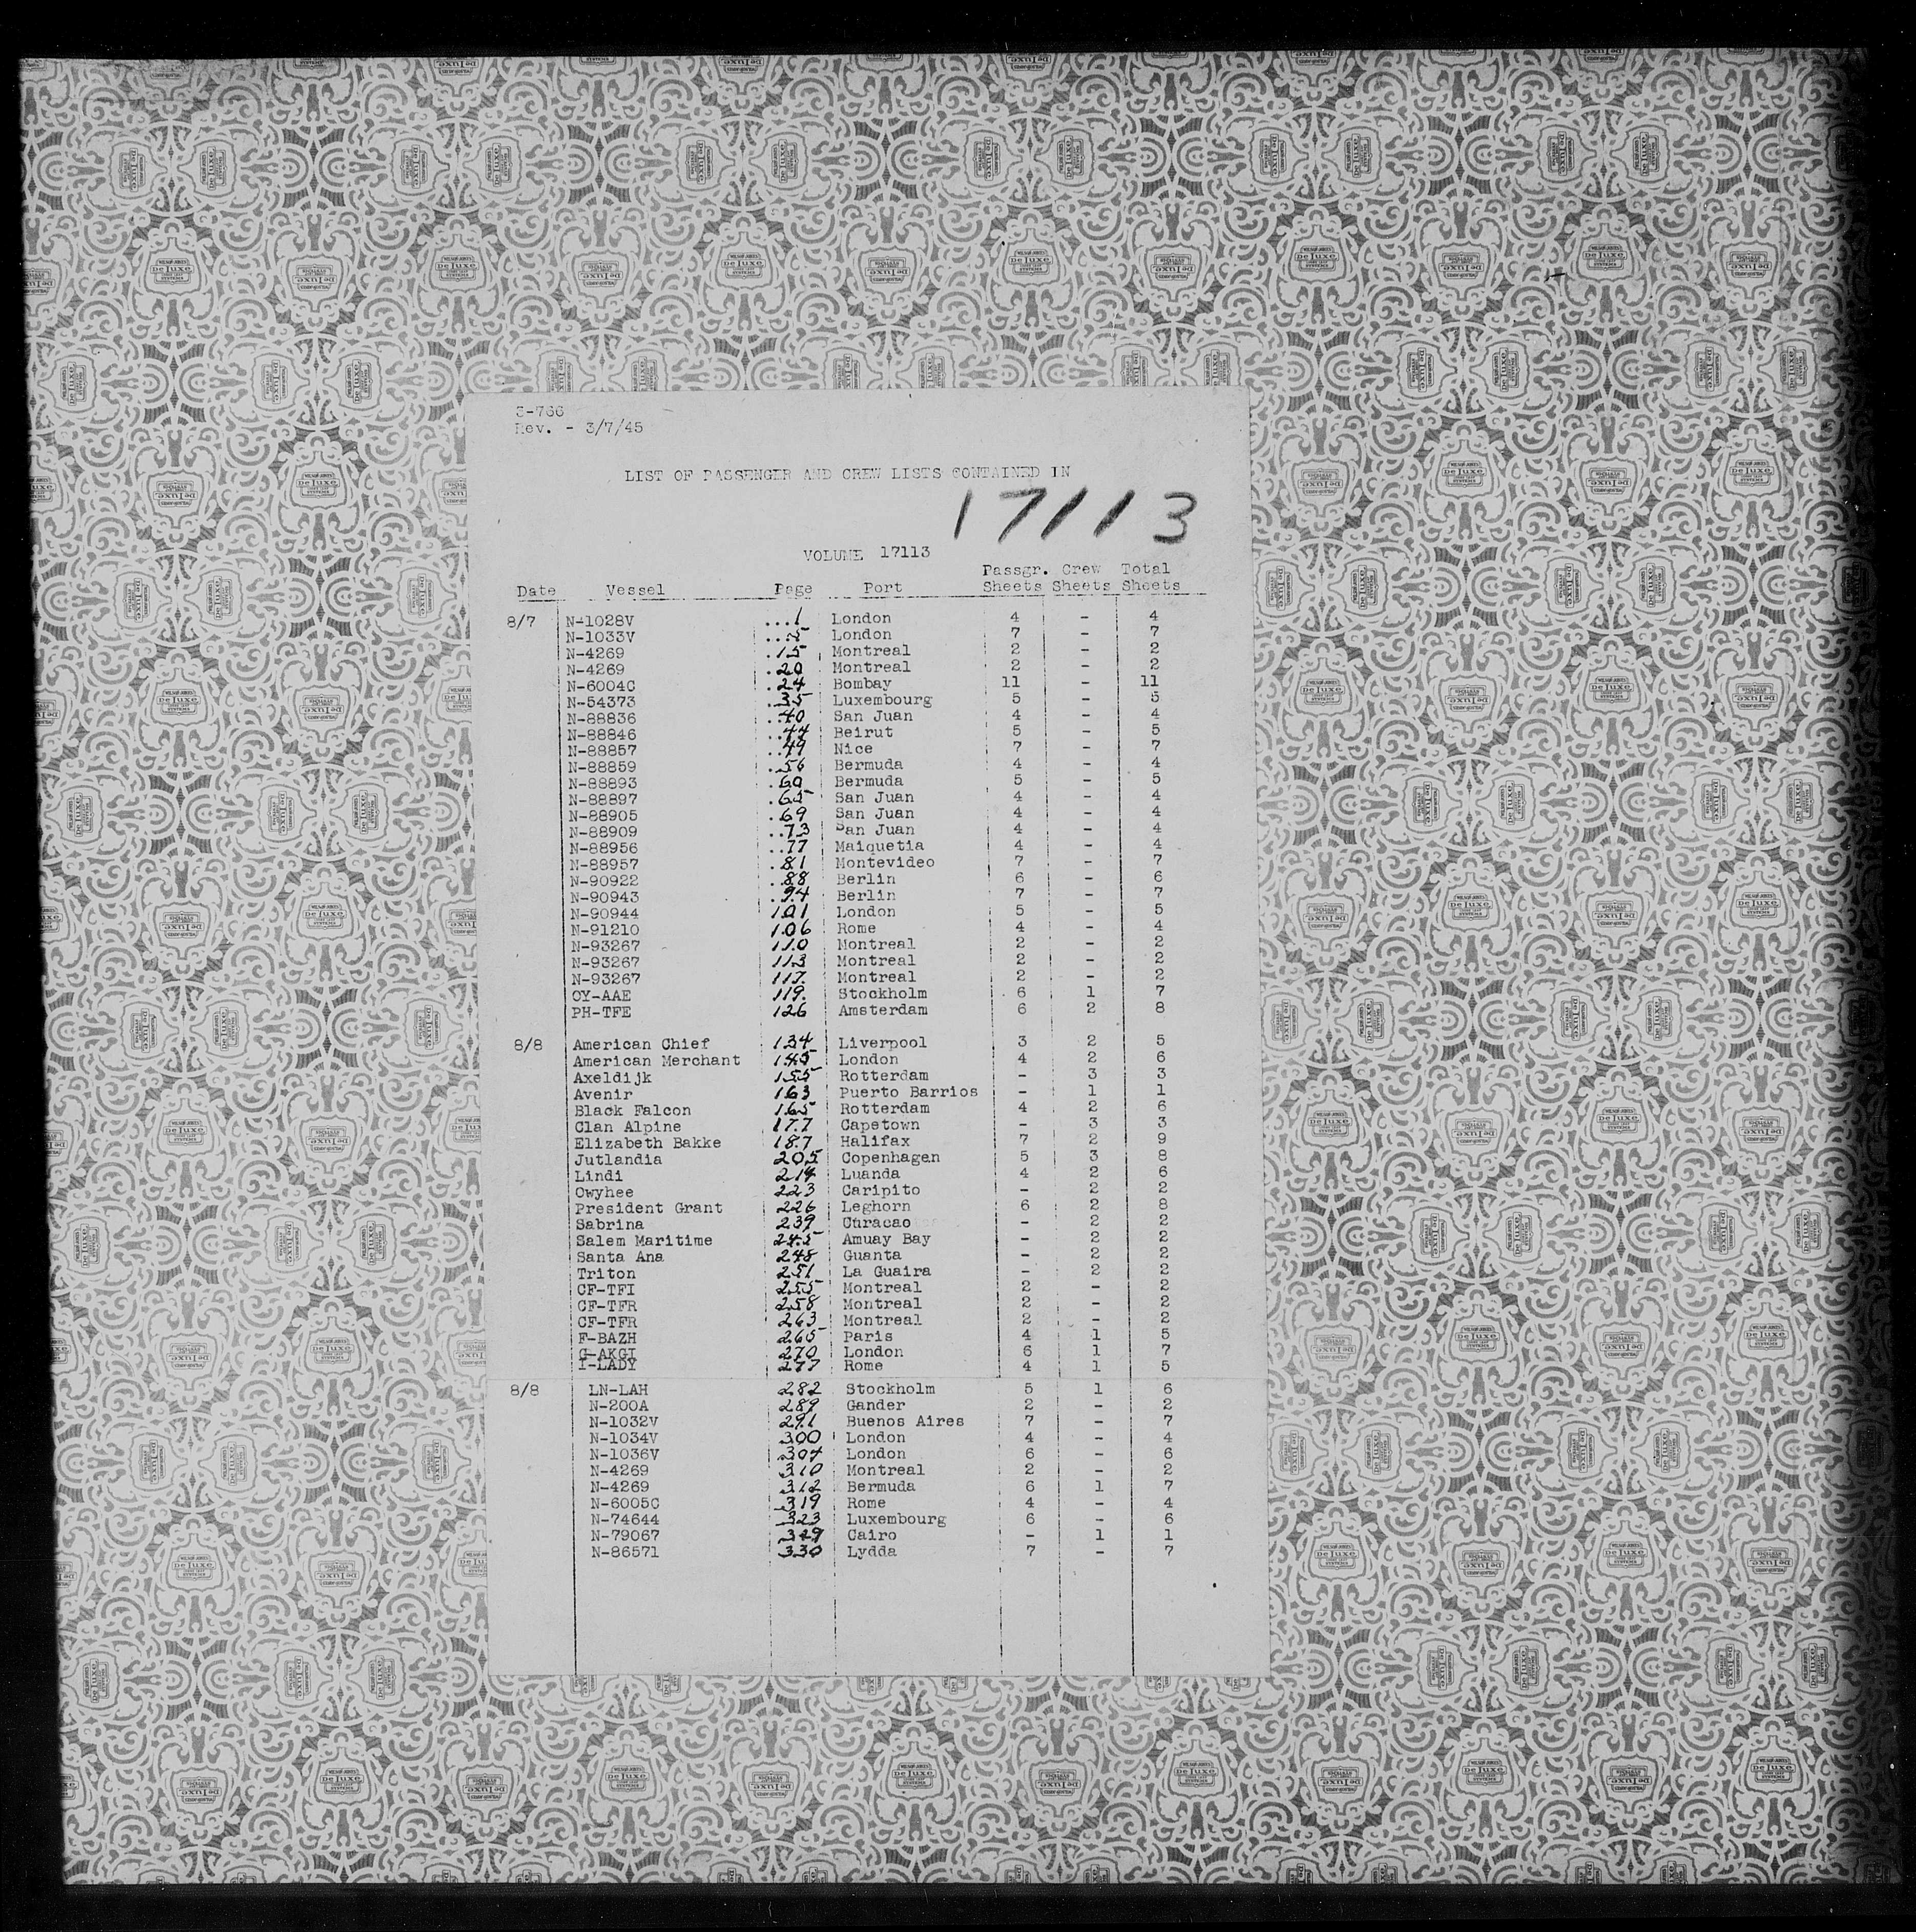 3-766
Rev. - 3/7/45
LIST OF PASSENGER AND CREW LISTS CONTAINED IN
17113
VOLUME 17113
Passgr. Crew Total
Date Vessel Page Port Sheets Sheets Sheets
8/7 N-1028V ...1 London 4 - 4
N-1033V ...5 London 7 - 7
N-4269 .15 Montreal 2 - 2
N-4269 .20 Montreal 2 - 2
N-6004C .24 Bombay 11 - 11
N-54373 .35 Luxembourg 5 - 5
N-88836 .40 San Juan 4 - 4
N-88846 ..44 Beirut 5 - 5
N-88857 ..49 Nice 7 - 7
N-88859 .56 Bermuda 4 - 4
N-88893 .60 Bermuda 5 - 5
N-88897 .65 San Juan 4 - 4
N-88905 .69 San Juan 4 - 4
N-88909 ..73 San Juan 4 - 4
N-88956 ..77 Maiquetia 4 - 4
N-88957 ..81 Montevideo 7 - 7
N-90922 ..88 Berlin 6 - 6
N-90943 .94 Berlin 7 - 7
N-90944 101 London 5 - 5
N-91210 106 Rome 4 - 4
N-93267 110 Montreal 2 - 2
N-93267 113 Montreal 2 - 2
N-93267 117. Montreal 2 - 2
OY-AAE 119. Stockholm 6 1 7
PH-TFE 126 Amsterdam 6 2 8
8/8 American Chief 134 Liverpool 3 2 5
American Merchant 145 London 4 2 6
Axeldijk 155 Rotterdam - 3 3
Avenir 163 Puerto Barrios - 1 1
Black Falcon 165 Rotterdam 4 2 6
Clan Alpine 177 Capetown - 3 3
Elizabeth Bakke 187 Halifax 7 2 9
Jutlandia 205 Copenhagen 5 3 8
Lindi 214 Luanda 4 2 6
Owyhee 223 Caripito - 2 2
President Grant 226 Leghorn 6 2 8
Sabrina 239 Curacao - 2 2
Salem Maritime 245 Amuay Bay - 2 2
Santa Ana 248 Guanta - 2 2
Triton 251 La Guaira - 2 2
CF-TFI 255 Montreal 2 - 2
CF-TFR 258 Montreal 2 - 2
CF-TFR 263 Montreal 2 - 2
F-BAZH 265 Paris 4 1 5
G-AKGI 270 London 6 1 7
I-LADY 277 Rome 4 1 5
8/8 LN-LAH 282 Stockholm 5 1 6
N-200A 289 Gander 2 - 2
N-1032V 291 Buenos Aires 7 - 7
N-1034V 300 London 4 - 4
N-1036V 304 London 6 - 6
N-4269 310 Montreal 2 - 2
N-4269 312 Bermuda 6 1 7
N-6005C 319 Rome 4 - 4
N-74644 323 Luxembourg 6 - 6
N-79067 329 Cairo - 1 1
N-86571 330 Lydda 7 - 7